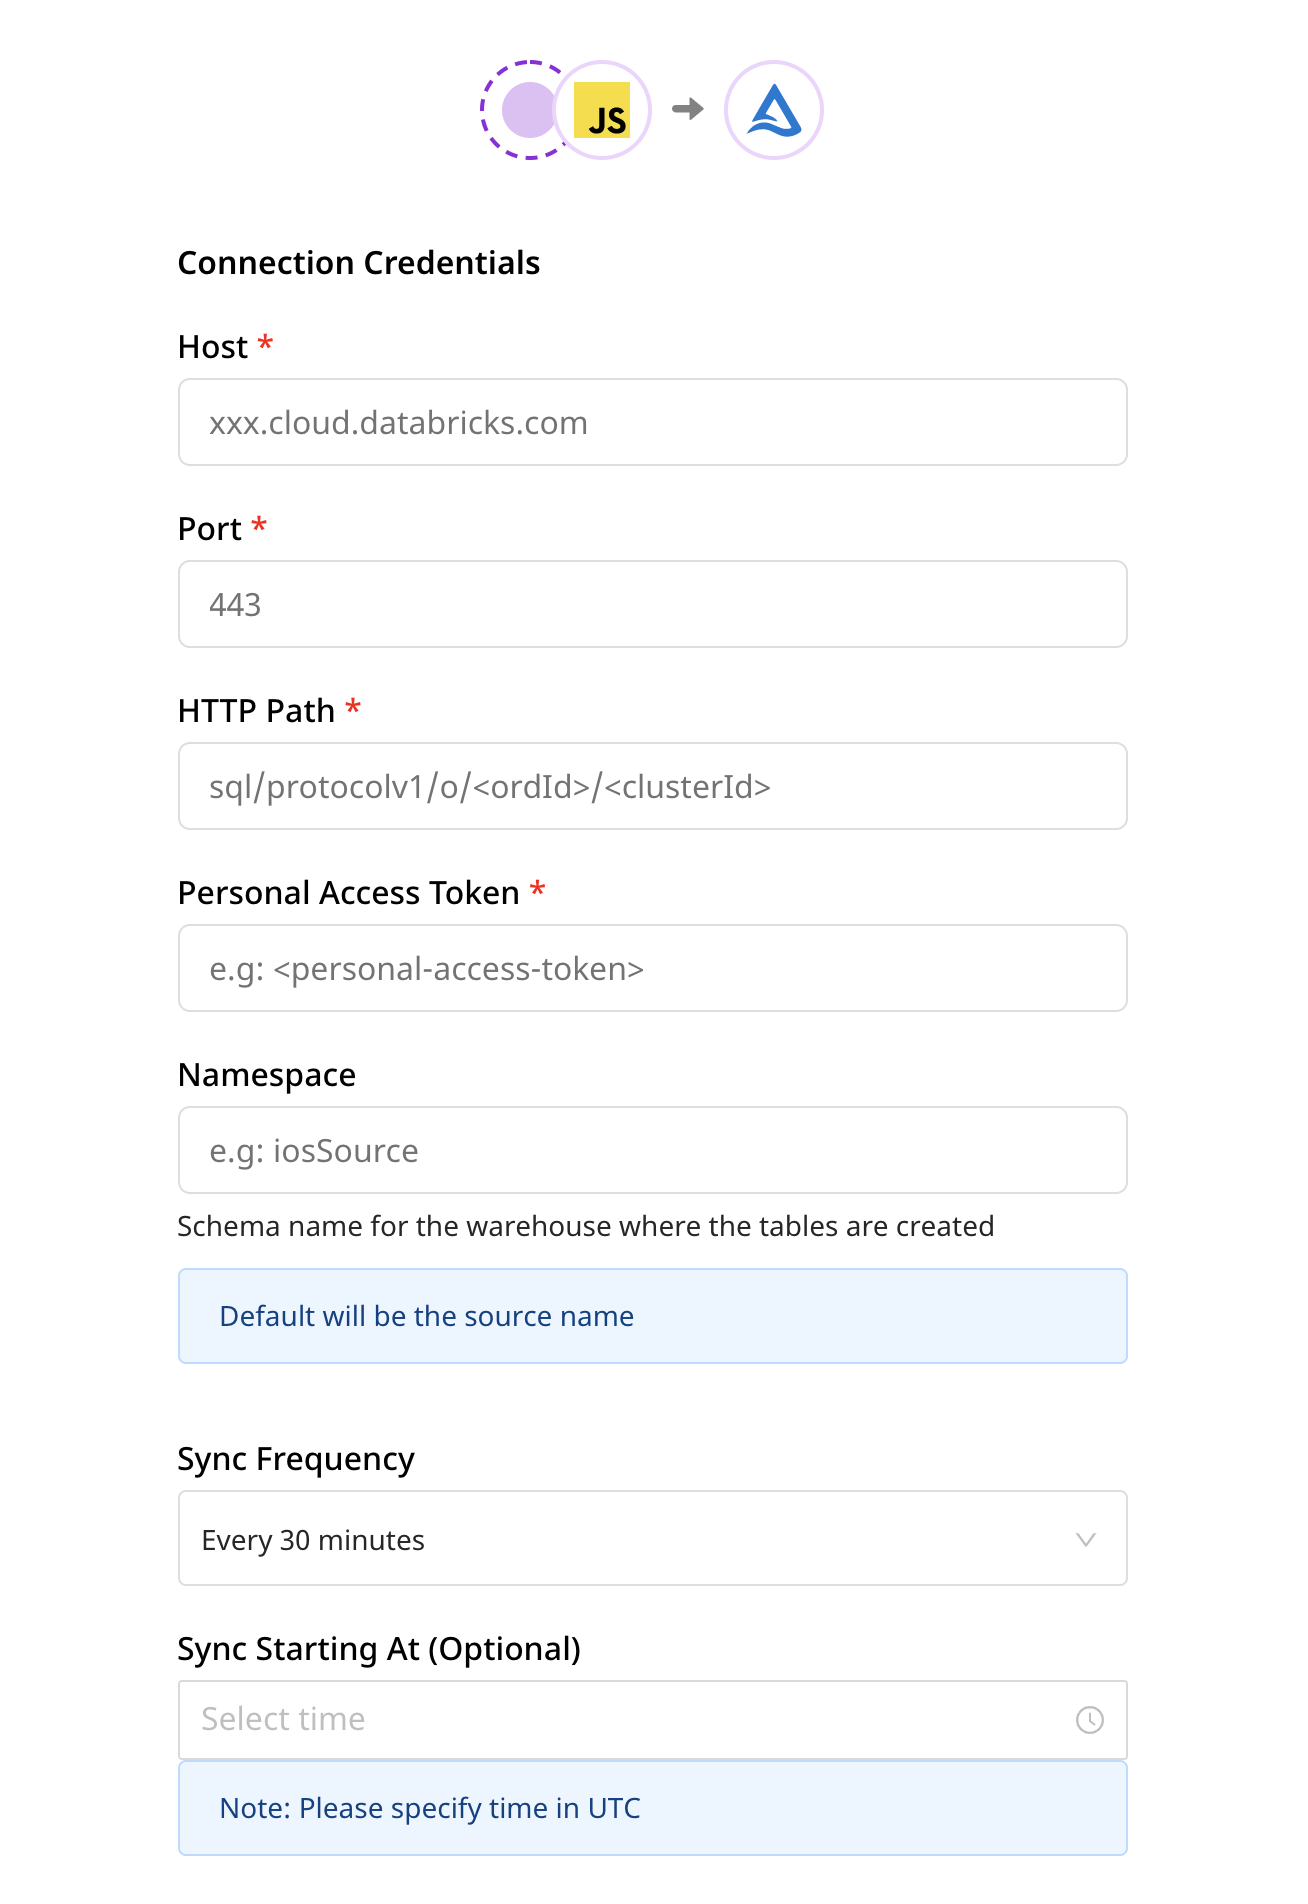 JS
Connection Credentials
Host *
xxx.cloud.databricks.com
Port *
443
HTTP Path *
sql/protocolv1/o/<ordId>/<clusterId>
Personal Access Token *
e.g: <personal-access-token>
Namespace
e.g: iosSource
Schema name for the warehouse where the tables are created
Default will be the source name
Sync Frequency
Every 30 minutes
Sync Starting At (Optional)
Select time
Note: Please specify time in UTC